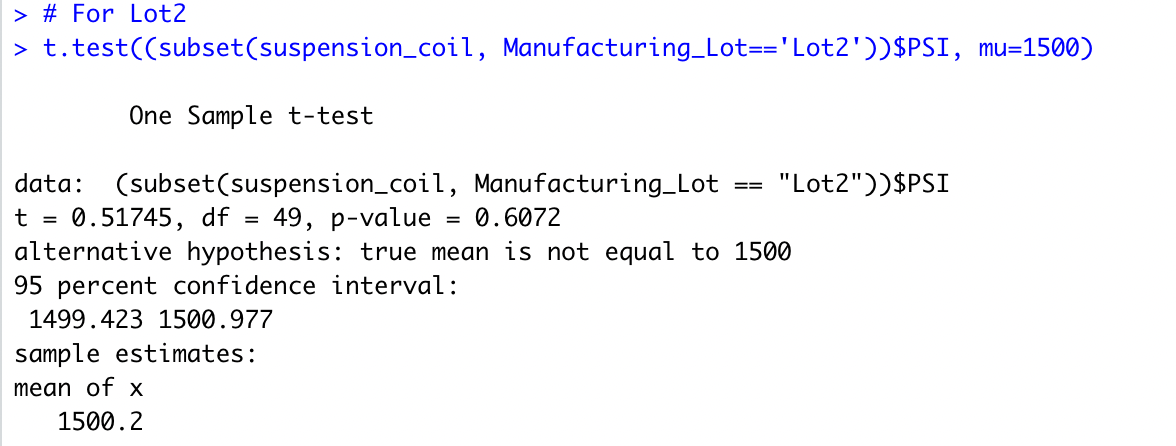 > # For Lot2
> t.test((subset(suspension_coil, Manufacturing_Lot=='Lot2'))$PSI, mu=1500)
One Sample t-test
data:  (subset(suspension_coil, Manufacturing_Lot == "Lot2"))$PSI
t = 0.51745, df = 49, p-value = 0.6072
alternative hypothesis: true mean is not equal to 1500
95 percent confidence interval:
1499.423 1500.977
sample estimates:
mean of x
1500.2